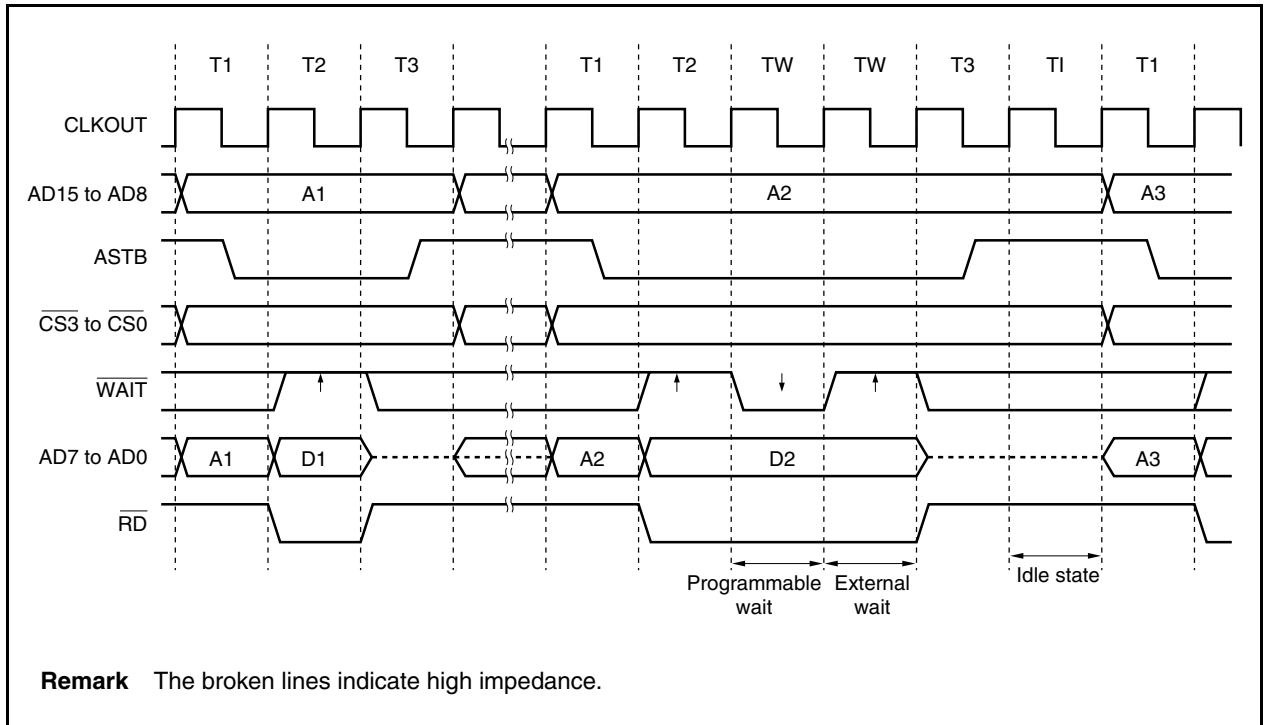 T1 T2 T3 T1 T2 TW TW T3 TI T1
CLKOUT
AD15 to AD8 A1 A2 A3
ASTB
CS3 to CS0
WAIT
AD7 to AD0 A1 D1 A2 D2 A3
RD
Programmable wait
External wait
Idle state
Remark The broken lines indicate high impedance.